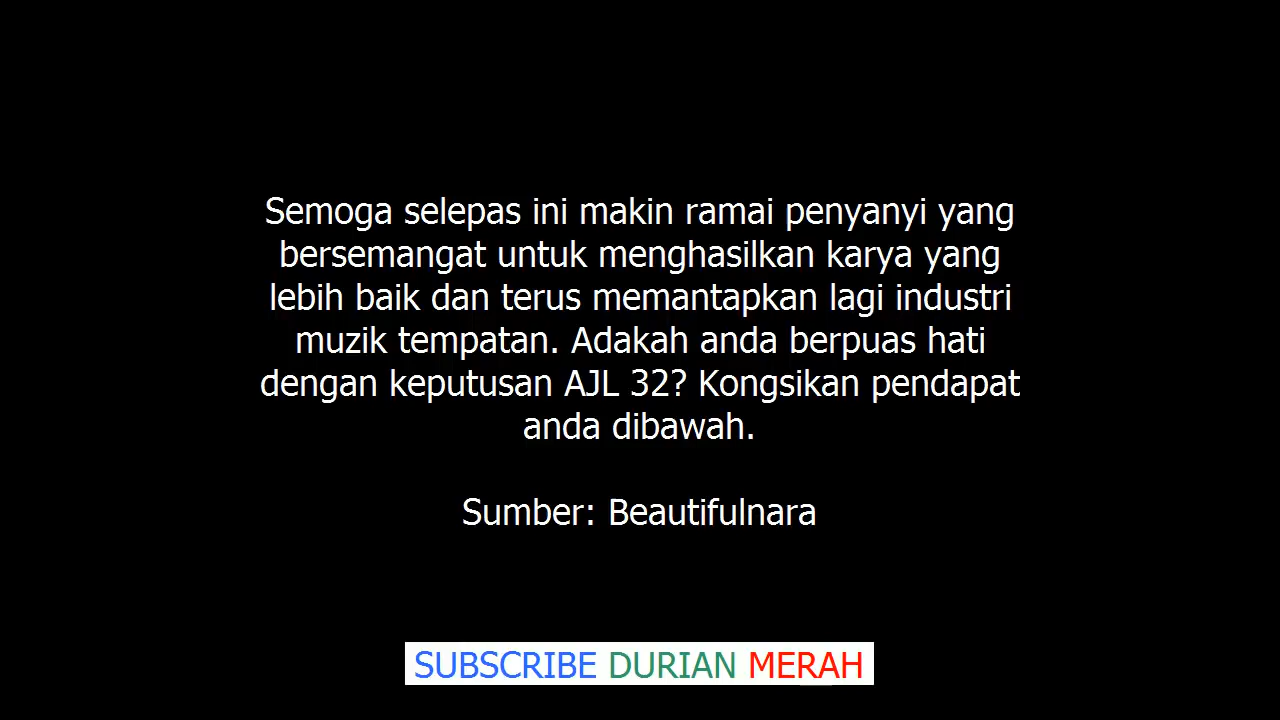 Semoga selepas ini makin ramai penyanyi yang
bersemangat untuk menghasilkan karya yang
lebih baik dan terus memantapkan lagi industri
muzik tempatan. Adakah anda berpuas hati
dengan keputusan AJL 32? Kongsikan pendapat
anda dibawah.
Sumber: Beautifulnara
SUBSCRIBE DURIAN MERAH